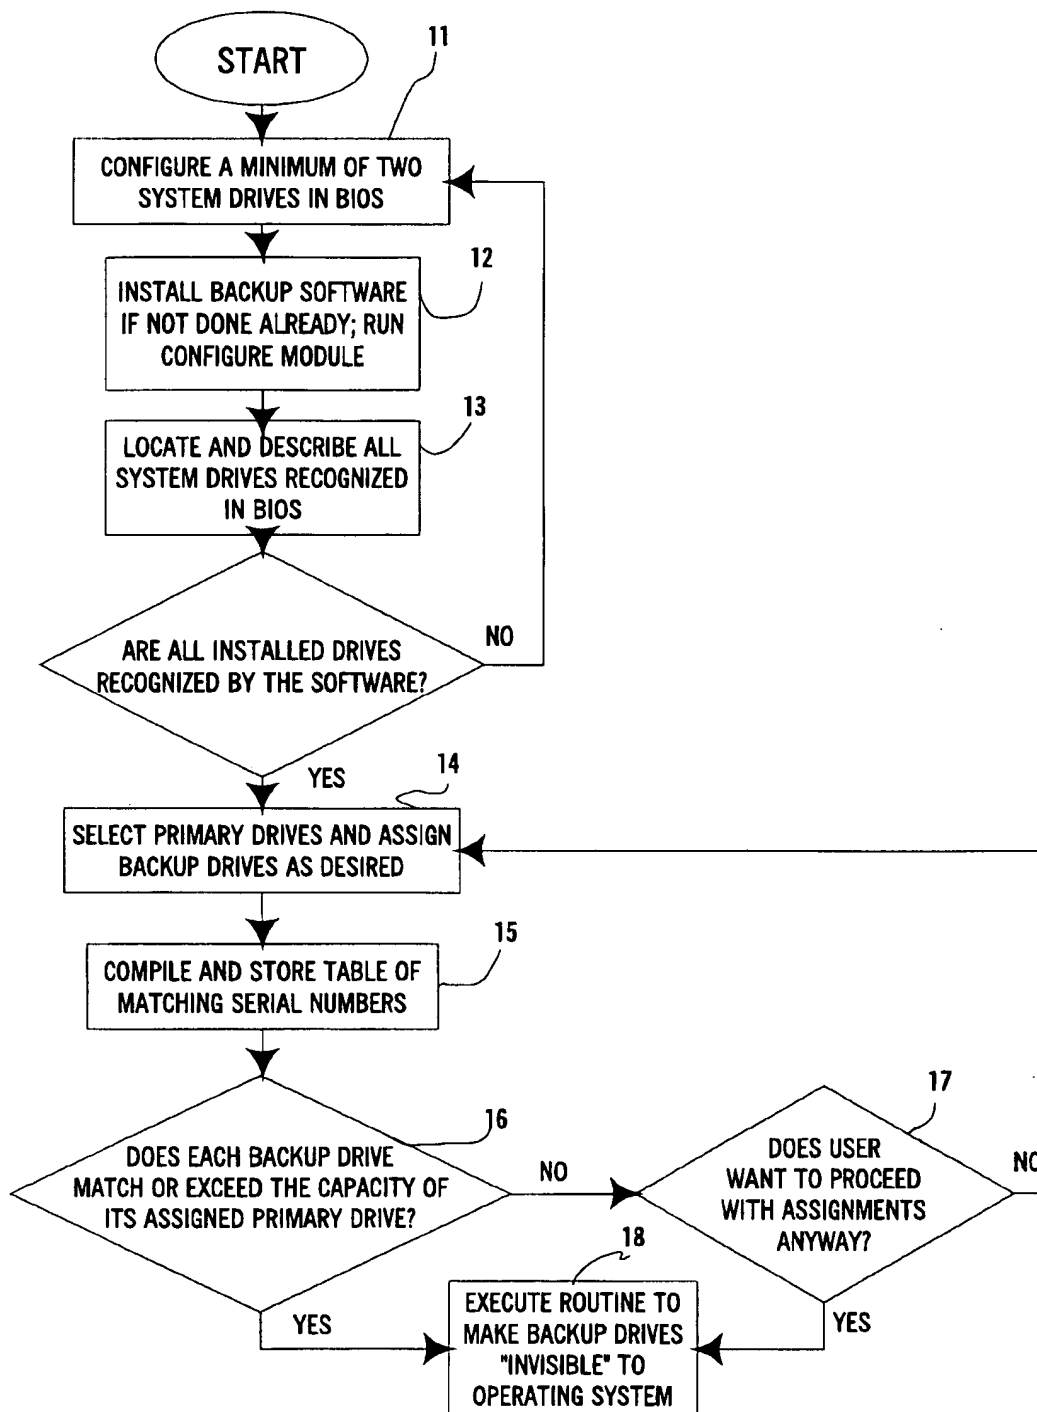 START
11
CONFIGURE A MINIMUM OF TWO
SYSTEM DRIVES IN BIOS
12
INSTALL BACKUP SOFTWARE
IF NOT DONE ALREADY; RUN
CONFIGURE MODULE
13
LOCATE AND DESCRIBE ALL
SYSTEM DRIVES RECOGNIZED
IN BIOS
ARE ALL INSTALLED DRIVES
RECOGNIZED BY THE SOFTWARE?
NO
YES
14
SELECT PRIMARY DRIVES AND ASSIGN
BACKUP DRIVES AS DESIRED
15
COMPILE AND STORE TABLE OF
MATCHING SERIAL NUMBERS
16
DOES EACH BACKUP DRIVE
MATCH OR EXCEED THE CAPACITY OF
ITS ASSIGNED PRIMARY DRIVE?
NO
YES
17
DOES USER
WANT TO PROCEED
WITH ASSIGNMENTS
ANYWAY?
NO
YES
18
EXECUTE ROUTINE TO
MAKE BACKUP DRIVES
"INVISIBLE" TO
OPERATING SYSTEM